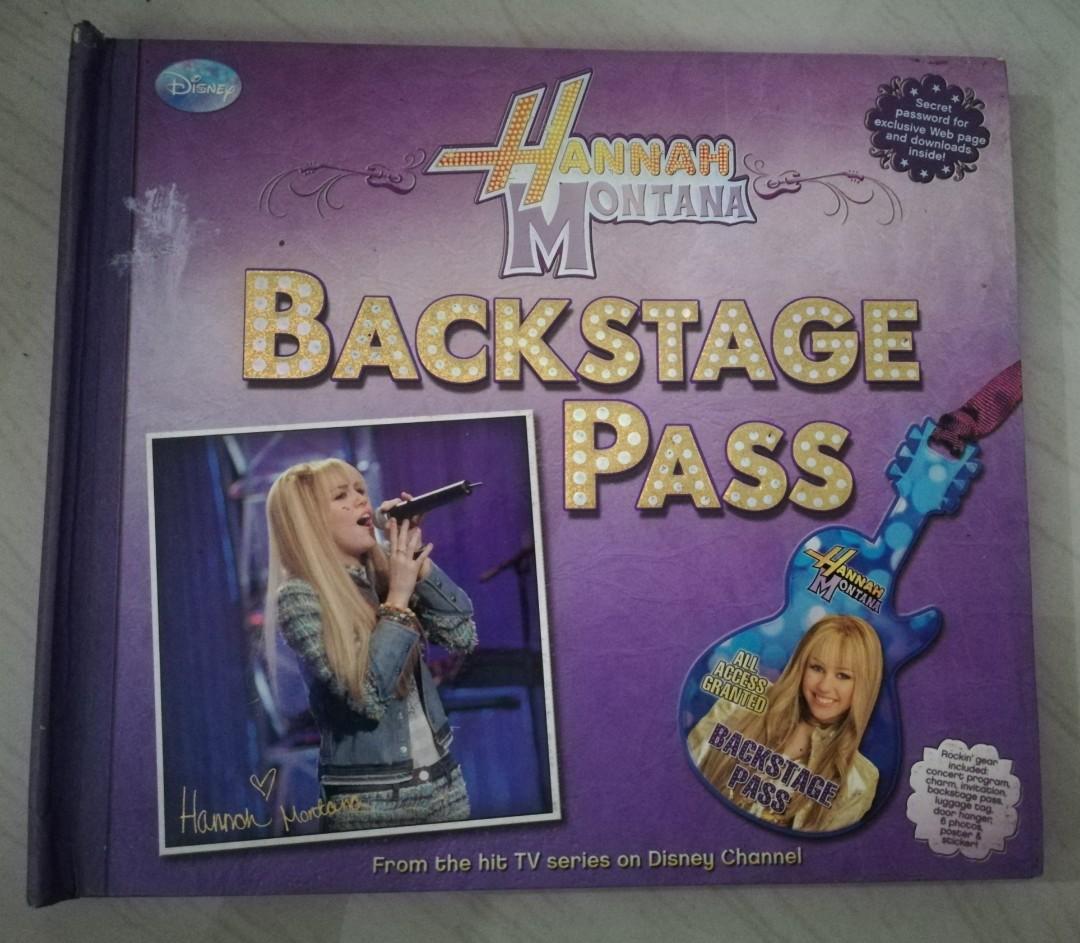 Disney
HANNAH
MONTANA
Secret
password for
exclusive Web page
and downloads
inside!
BACKSTAGE
PASS
HANNAH
MONTANA
ALL
ACCESS
GRANTED
BACKSTAGE
PASS
Hannah Montana
Rockin' gear
included:
concert program,
charm, invitation,
backstage pass,
luggage tag,
door hanger,
6 photos,
poster &
sticker!
From the hit TV series on Disney Channel